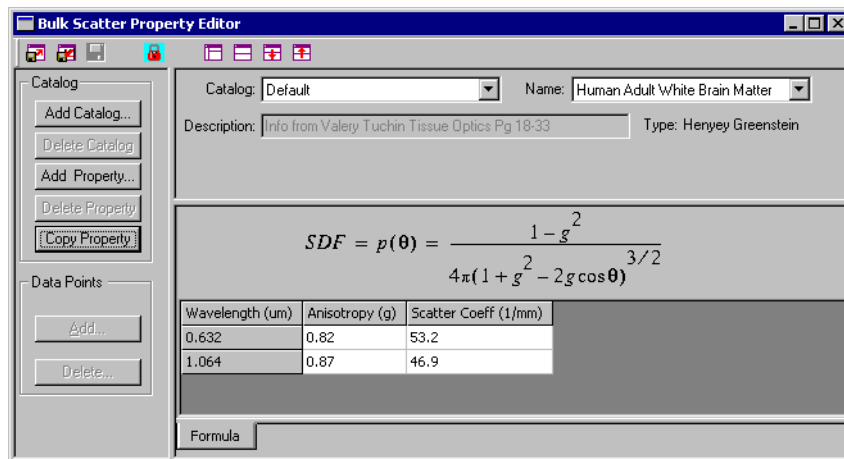 Bulk Scatter Property Editor
Catalog
Add Catalog...
Delete Catalog
Add Property...
Delete Property
Copy Property
Data Points
Add...
Delete...
Catalog: Default Name: Human Adult White Brain Matter
Description: Info from Valery Tuchin Tissue Optics Pg 18-33 Type: Henyey Greenstein
SDF = p(θ) = (1 − g^2) / (4π(1 + g^2 − 2g cosθ)^3/2)
Wavelength (um) Anisotropy (g) Scatter Coeff (1/mm)
0.632 0.82 53.2
1.064 0.87 46.9
Formula